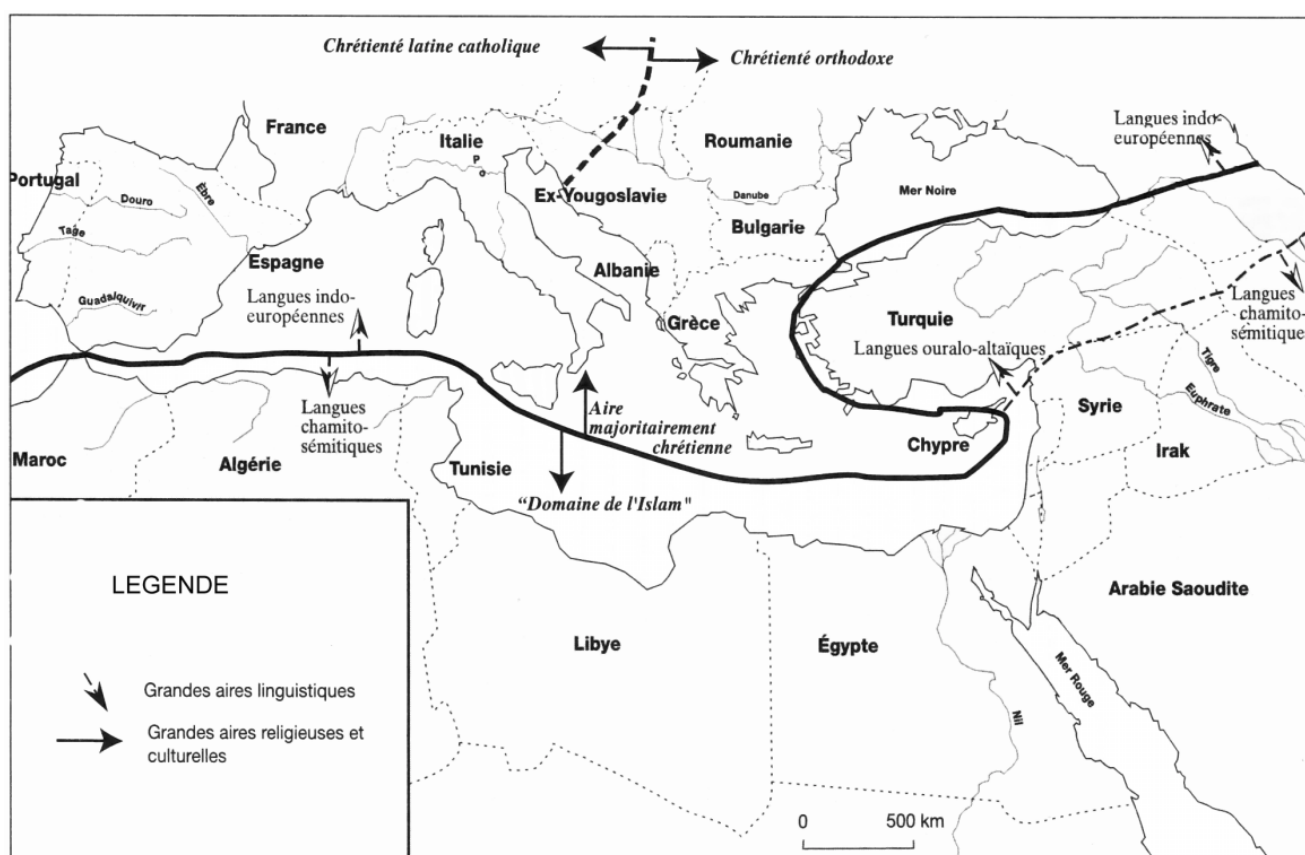 Chrétienté latine catholique
Chrétienté orthodoxe
Langues indo-
européennes
France
Italie
Roumanie
P
Portugal
Douro
Èbre
Ex-Yougoslavie
Danube
Mer Noire
Tage
Bulgarie
Espagne
Albanie
Langues indo-
européennes
Guadalquivir
Grèce
Turquie
Langues
chamito-
sémitiques
Langues ouralo-altaïques
Tigre
Langues
chamito-
sémitiques
Aire
majoritairement
chrétienne
Syrie
Euphrate
Maroc
Algérie
Tunisie
Chypre
Irak
"Domaine de l'Islam"
LEGENDE
Arabie Saoudite
Libye
Égypte
Mer Rouge
Nil
Grandes aires linguistiques
Grandes aires religieuses et
culturelles
0 500 km